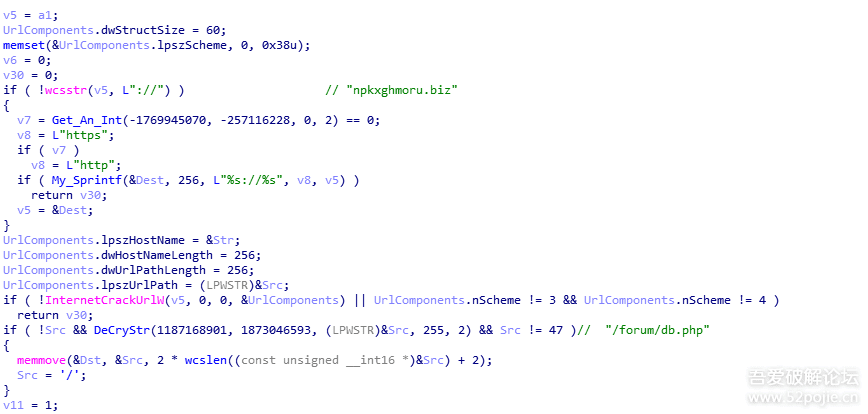 v5 = a1;
UrlComponents.dwStructSize = 60;
memset(&UrlComponents.lpszScheme, 0, 0x38u);
v6 = 0;
v30 = 0;
if ( !wcsstr(v5, L"://") ) // "npkxghmoru.biz"
{
v7 = Get_An_Int(-1769945070, -257116228, 0, 2) == 0;
v8 = L"https";
if ( v7 )
v8 = L"http";
if ( My_Sprintf(&Dest, 256, L"%s://%s", v8, v5) )
return v30;
v5 = &Dest;
}
UrlComponents.lpszHostName = &Str;
UrlComponents.dwHostNameLength = 256;
UrlComponents.dwUrlPathLength = 256;
UrlComponents.lpszUrlPath = (LPWSTR)&Src;
if ( !InternetCrackUrlW(v5, 0, 0, &UrlComponents) || UrlComponents.nScheme != 3 && UrlComponents.nScheme != 4 )
return v30;
if ( !Src && DeCryStr(1187168901, 1873046593, (LPWSTR)&Src, 255, 2) && Src != 47 )// "/forum/db.php"
{
memmove(&Dst, &Src, 2 * wcslen((const unsigned __int16 *)&Src) + 2);
Src = '/';
}
v11 = 1;
吾爱破解论坛
www.52pojie.cn